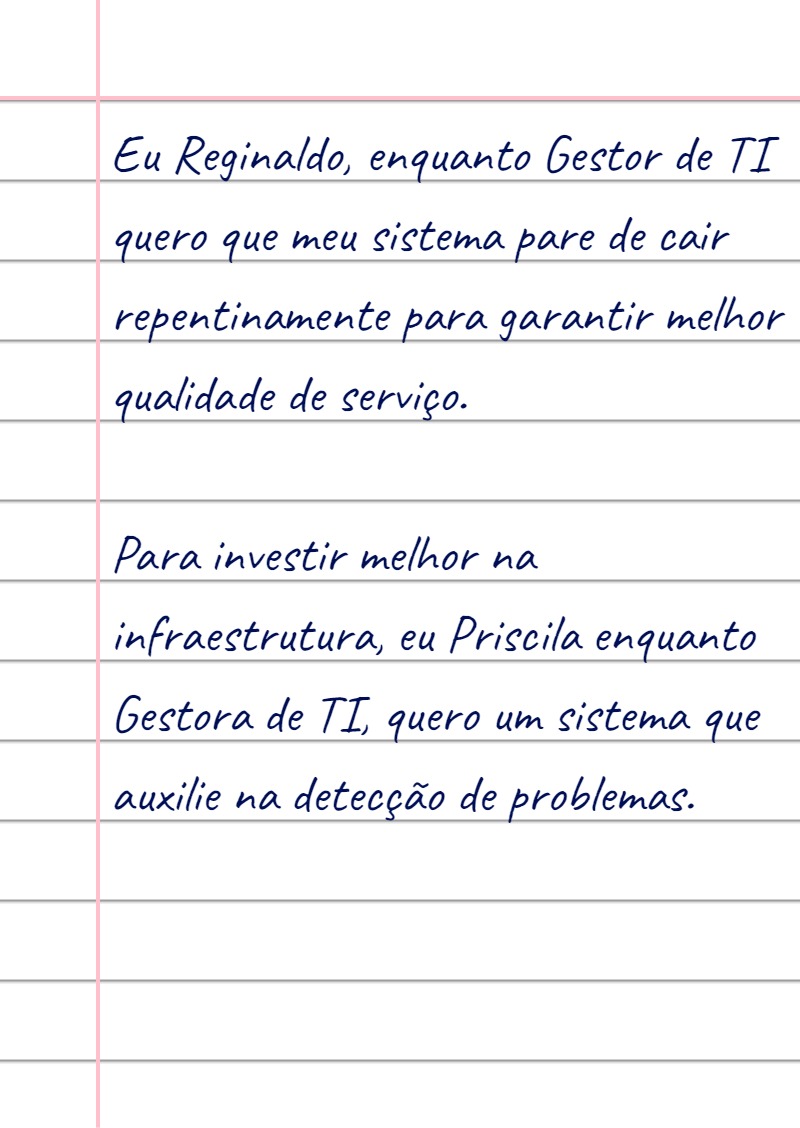 Eu Reginaldo, enquanto Gestor de TI
quero que meu sistema pare de cair
repentinamente para garantir melhor
qualidade de serviço.
Para investir melhor na
infraestrutura, eu Priscila enquanto
Gestora de TI, quero um sistema que
auxilie na detecção de problemas.